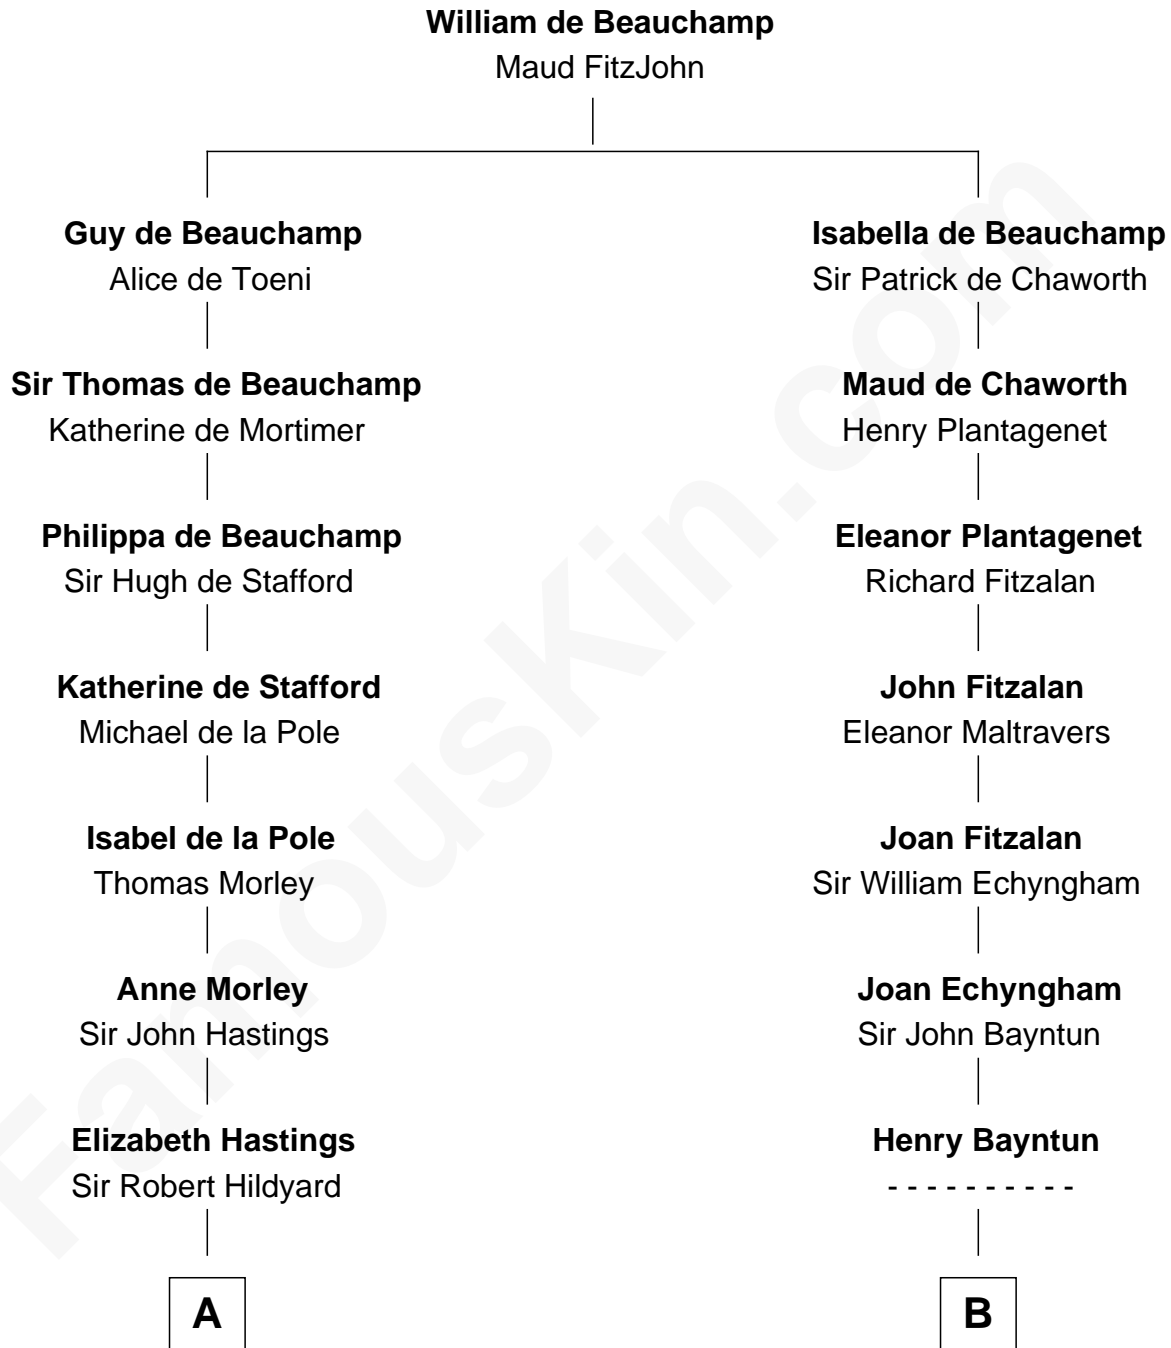 William de Beauchamp
Maud FitzJohn
Guy de Beauchamp
Alice de Toeni
Isabella de Beauchamp
Sir Patrick de Chaworth
Sir Thomas de Beauchamp
Katherine de Mortimer
Maud de Chaworth
Henry Plantagenet
Philippa de Beauchamp
Sir Hugh de Stafford
Eleanor Plantagenet
Richard Fitzalan
Katherine de Stafford
Michael de la Pole
John Fitzalan
Eleanor Maltravers
Isabel de la Pole
Thomas Morley
Joan Fitzalan
Sir William Echyngham
Anne Morley
Sir John Hastings
Joan Echyngham
Sir John Bayntun
Elizabeth Hastings
Sir Robert Hildyard
Henry Bayntun
- - - - - - - - - -
A
B
FamousKin.com